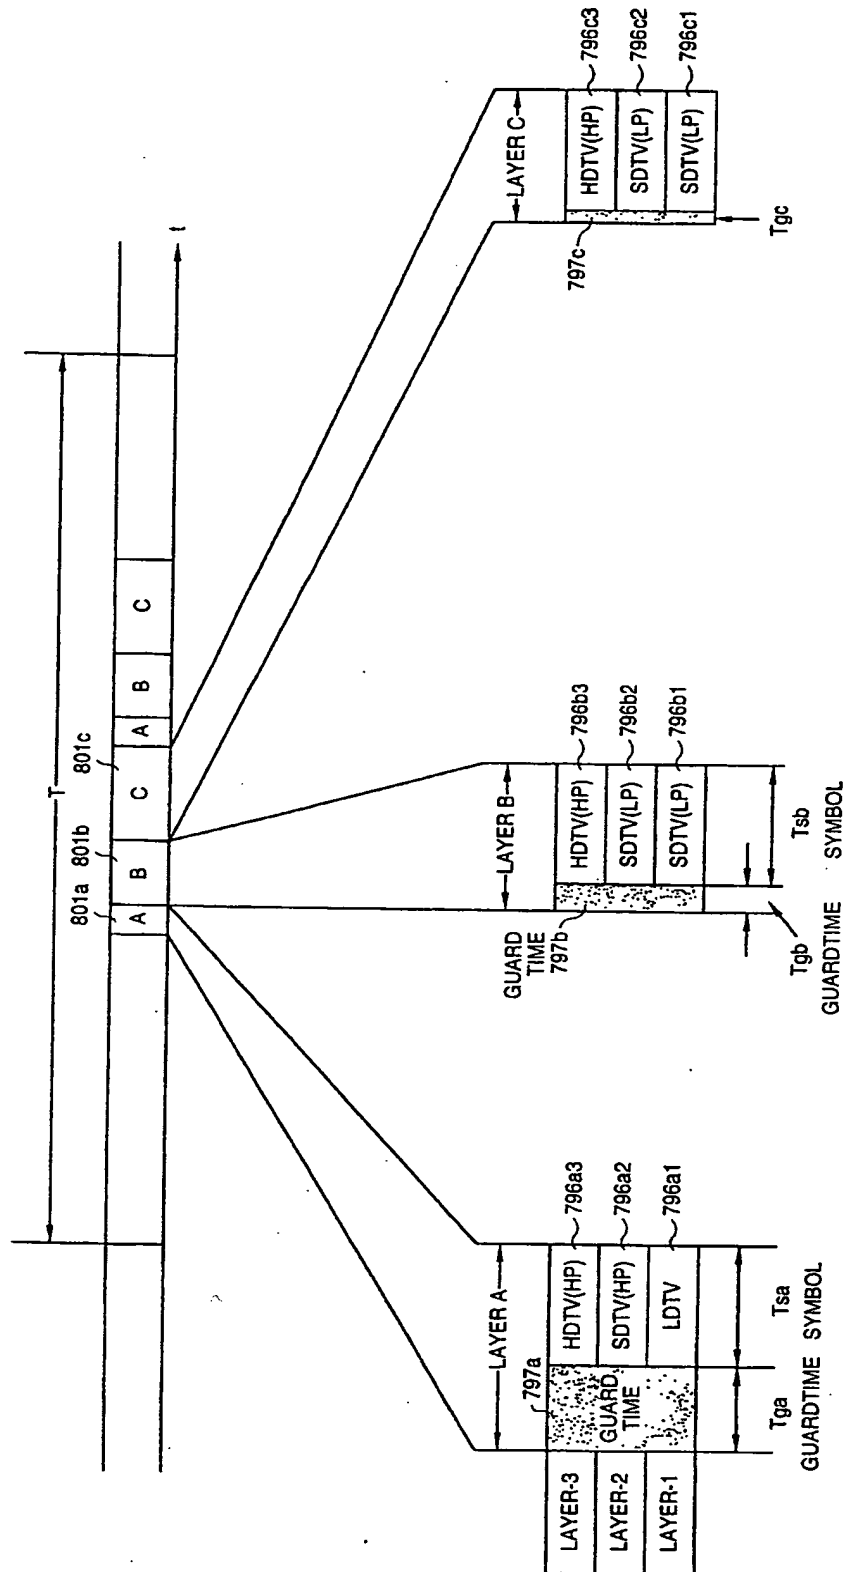 T
t
801a
801b
801c
A
B
C
A
B
C
LAYER A
797a
GUARD
TIME
LAYER-3
LAYER-2
LAYER-1
HDTV(HP)
SDTV(HP)
LDTV
796a3
796a2
796a1
Tga
GUARDTIME
Tsa
SYMBOL
LAYER B
GUARD
TIME
797b
HDTV(HP)
SDTV(LP)
SDTV(LP)
796b3
796b2
796b1
Tgb
GUARDTIME
Tsb
SYMBOL
LAYER C
797c
HDTV(HP)
SDTV(LP)
SDTV(LP)
796c3
796c2
796c1
Tgc